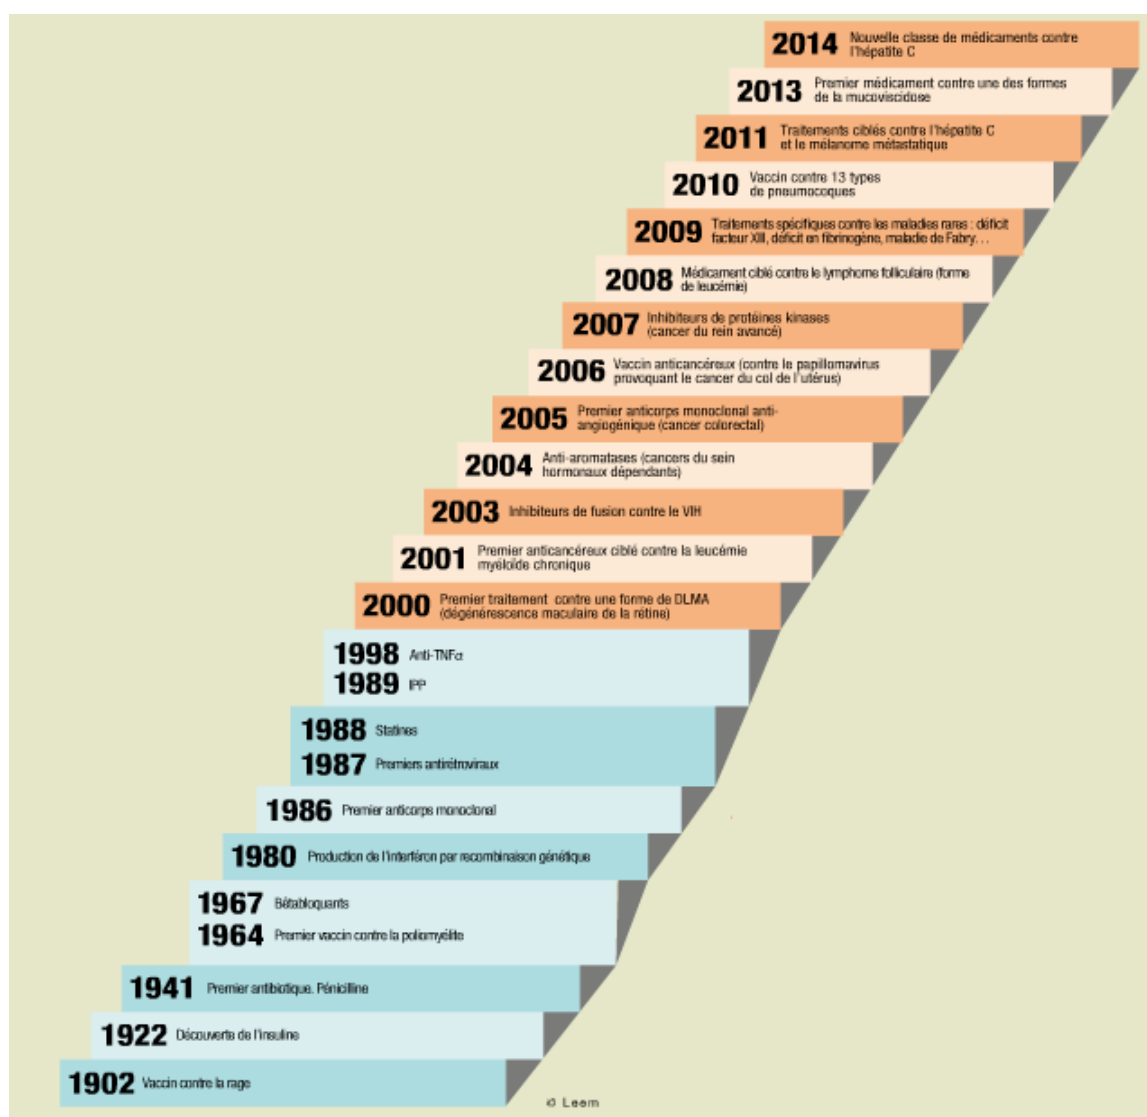 2014 Nouvelle classe de médicaments contre
l'hépatite C
2013 Premier médicament contre une des formes
de la mucoviscidose
2011 Traitements ciblés contre l'hépatite C
et le mélanome métastatique
2010 Vaccin contre 13 types
de pneumocoques
2009 Traitements spécifiques contre les maladies rares : déficit
facteur XIII, déficit en fibrinogène, maladie de Fabry...
2008 Médicament ciblé contre le lymphome folliculaire (forme
de leucémie)
2007 Inhibiteurs de protéines kinases
(cancer du rein avancé)
2006 Vaccin anticancéreux (contre le papillomavirus
provoquant le cancer du col de l'utérus)
2005 Premier anticorps monoclonal anti-
angiogénique (cancer colorectal)
2004 Anti-aromatases (cancers du sein
hormonaux dépendants)
2003 Inhibiteurs de fusion contre le VIH
2001 Premier anticancéreux ciblé contre la leucémie
myéloïde chronique
2000 Premier traitement contre une forme de DLMA
(dégénérescence maculaire de la rétine)
1998 Anti-TNFα
1989 IPP
1988 Statines
1987 Premiers antirétroviraux
1986 Premier anticorps monoclonal
1980 Production de l'interféron par recombinaison génétique
1967 Bétabloquants
1964 Premier vaccin contre la poliomyélite
1941 Premier antibiotique. Pénicilline
1922 Découverte de l'insuline
1902 Vaccin contre la rage
© Leem